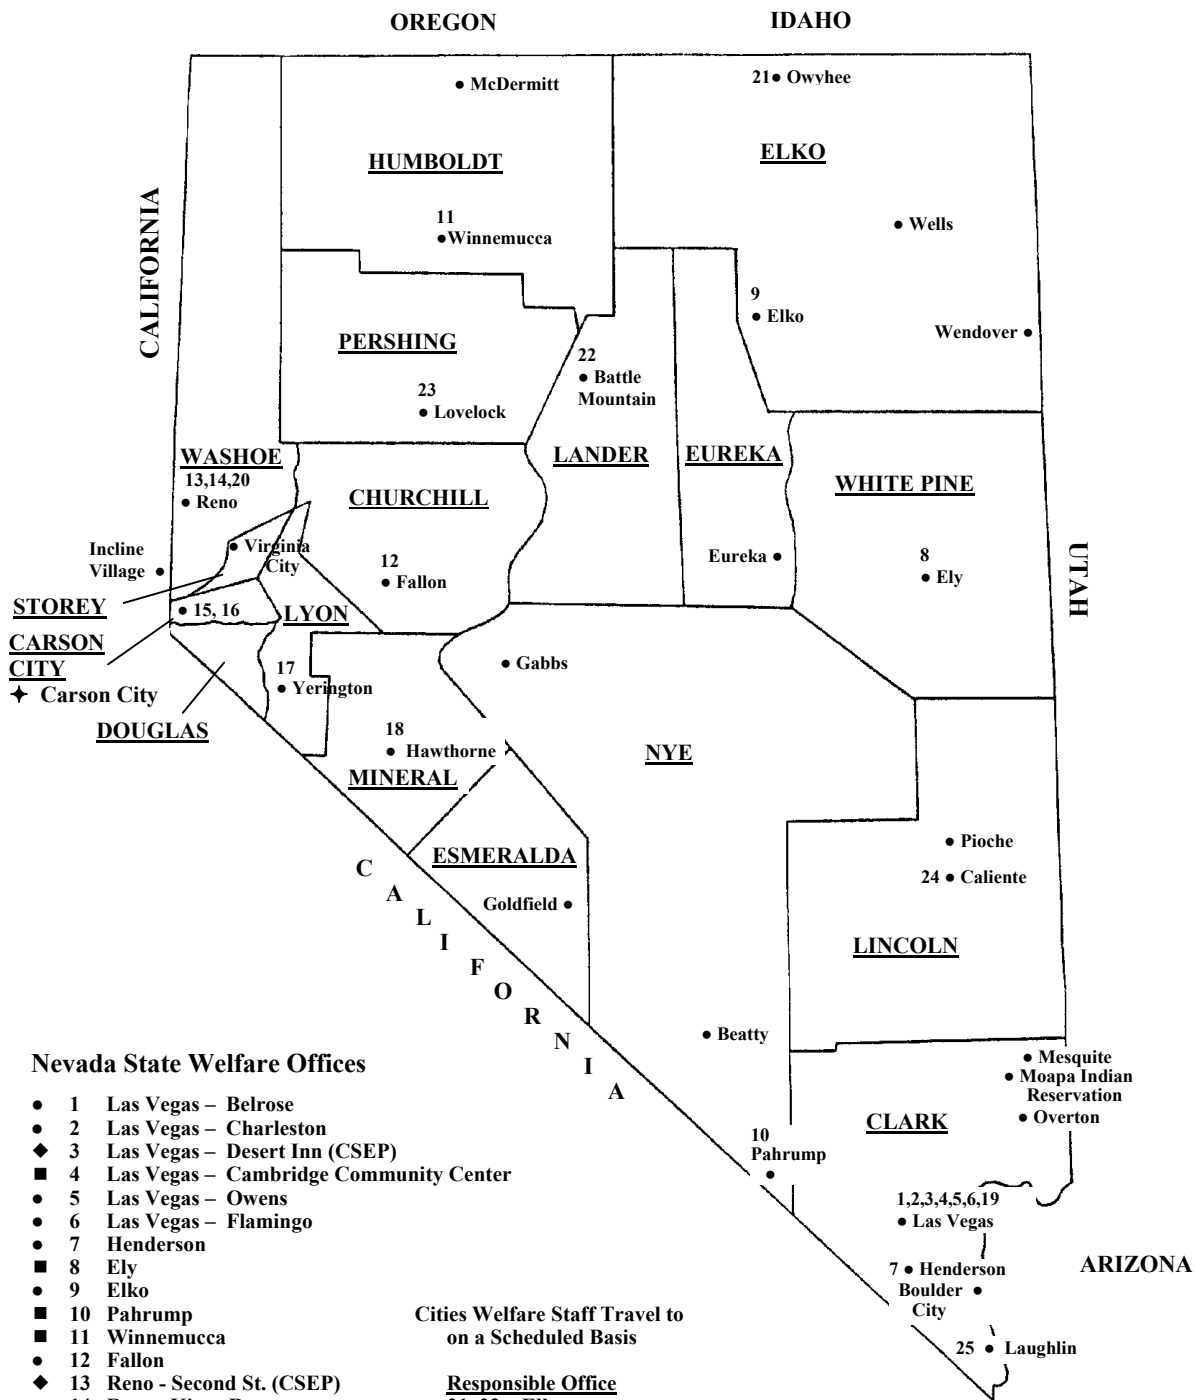 OREGON
IDAHO
CALIFORNIA
McDermitt
21 Owyhee
HUMBOLDT
ELKO
11
Winnemucca
Wells
9
Elko
Wendover
PERSHING
22
Battle
Mountain
23
Lovelock
WASHOE
13,14,20
Reno
LANDER
EUREKA
WHITE PINE
CHURCHILL
Virginia
City
Incline
Village
12
Fallon
Eureka
8
Ely
UTAH
STOREY
15, 16
LYON
CARSON
CITY
Carson City
17
Yerington
Gabbs
DOUGLAS
18
Hawthorne
MINERAL
NYE
ESMERALDA
Goldfield
Pioche
24 Caliente
LINCOLN
CALIFORNIA
Beatty
Mesquite
Moapa Indian
Reservation
Overton
CLARK
10
Pahrump
1,2,3,4,5,6,19
Las Vegas
7 Henderson
Boulder
City
ARIZONA
25 Laughlin
Nevada State Welfare Offices
● 1 Las Vegas – Belrose
● 2 Las Vegas – Charleston
◆ 3 Las Vegas – Desert Inn (CSEP)
■ 4 Las Vegas – Cambridge Community Center
● 5 Las Vegas – Owens
● 6 Las Vegas – Flamingo
● 7 Henderson
■ 8 Ely
● 9 Elko
■ 10 Pahrump
■ 11 Winnemucca
● 12 Fallon
◆ 13 Reno - Second St. (CSEP)
Cities Welfare Staff Travel to
on a Scheduled Basis
Responsible Office